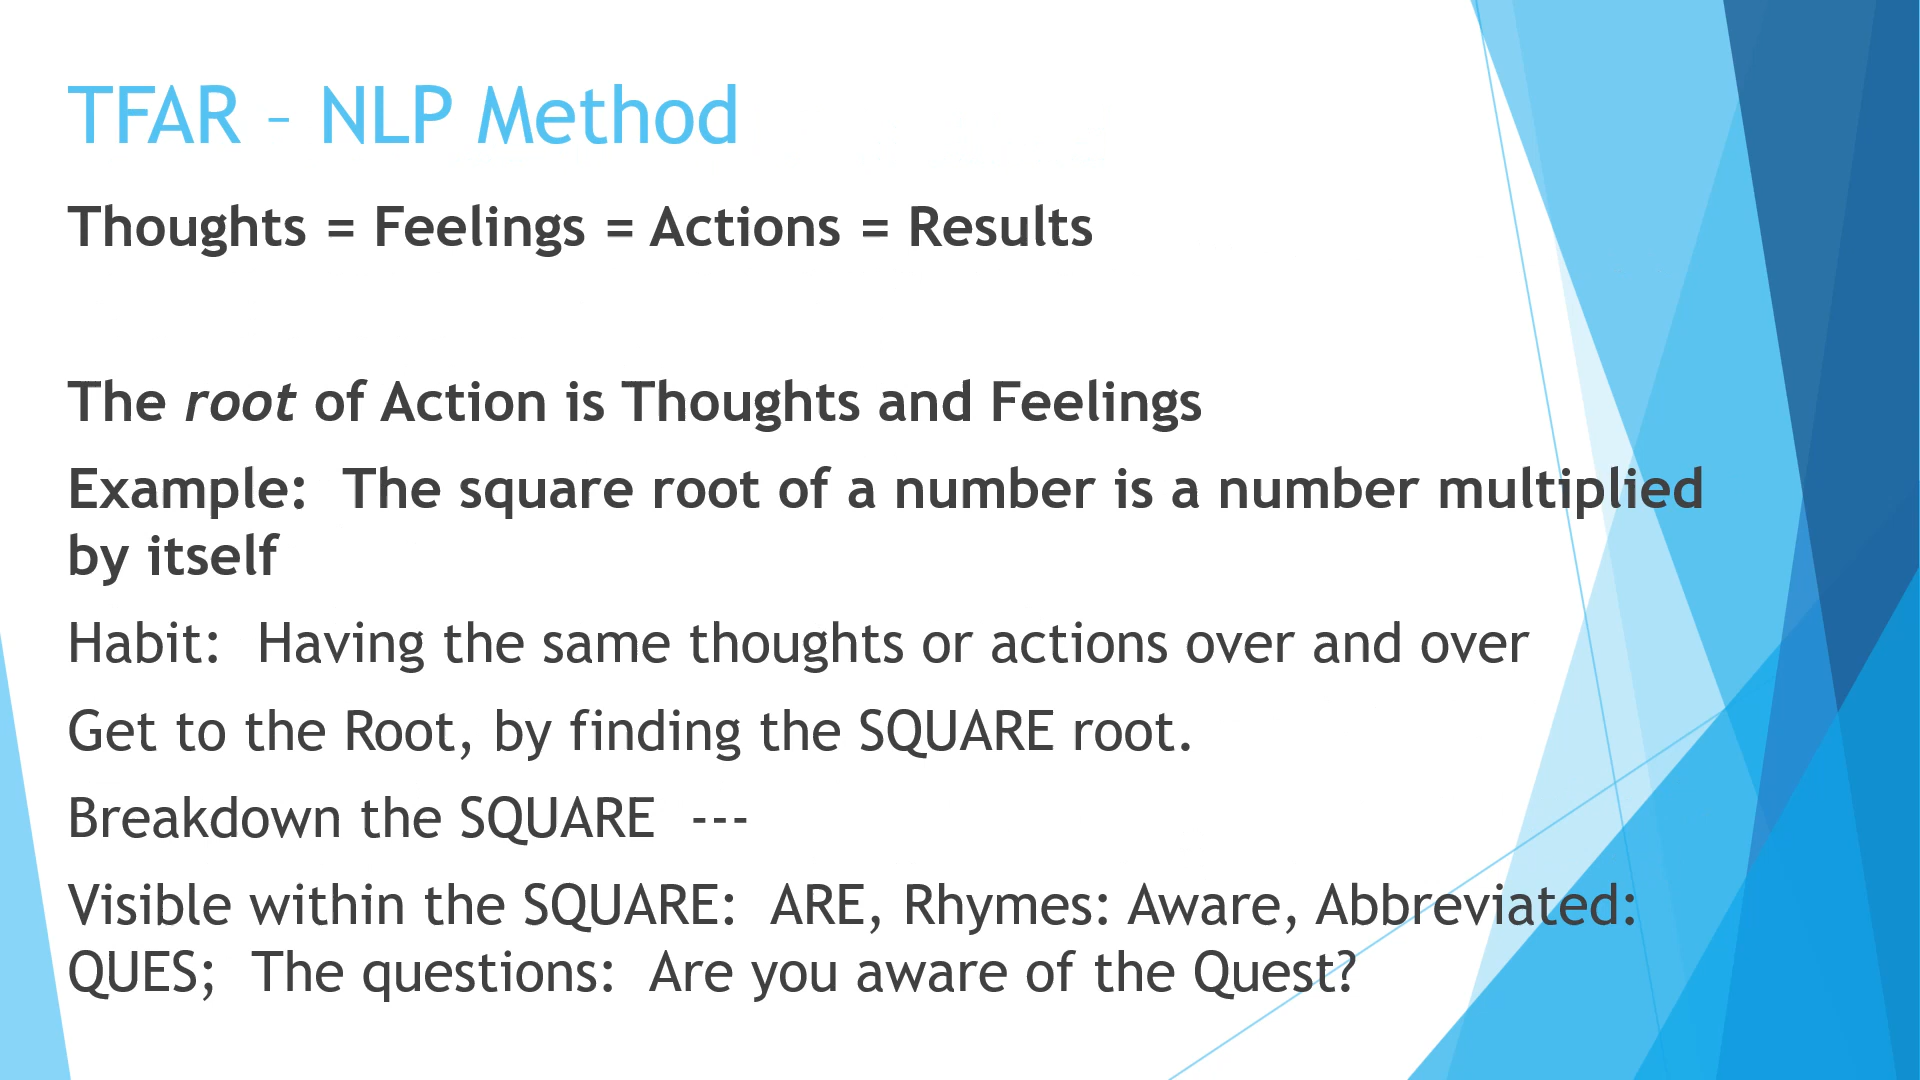 TFAR – NLP Method
Thoughts = Feelings = Actions = Results
The root of Action is Thoughts and Feelings
Example:  The square root of a number is a number multiplied
by itself
Habit:  Having the same thoughts or actions over and over
Get to the Root, by finding the SQUARE root.
Breakdown the SQUARE  ---
Visible within the SQUARE:  ARE, Rhymes: Aware, Abbreviated:
QUES;  The questions:  Are you aware of the Quest?